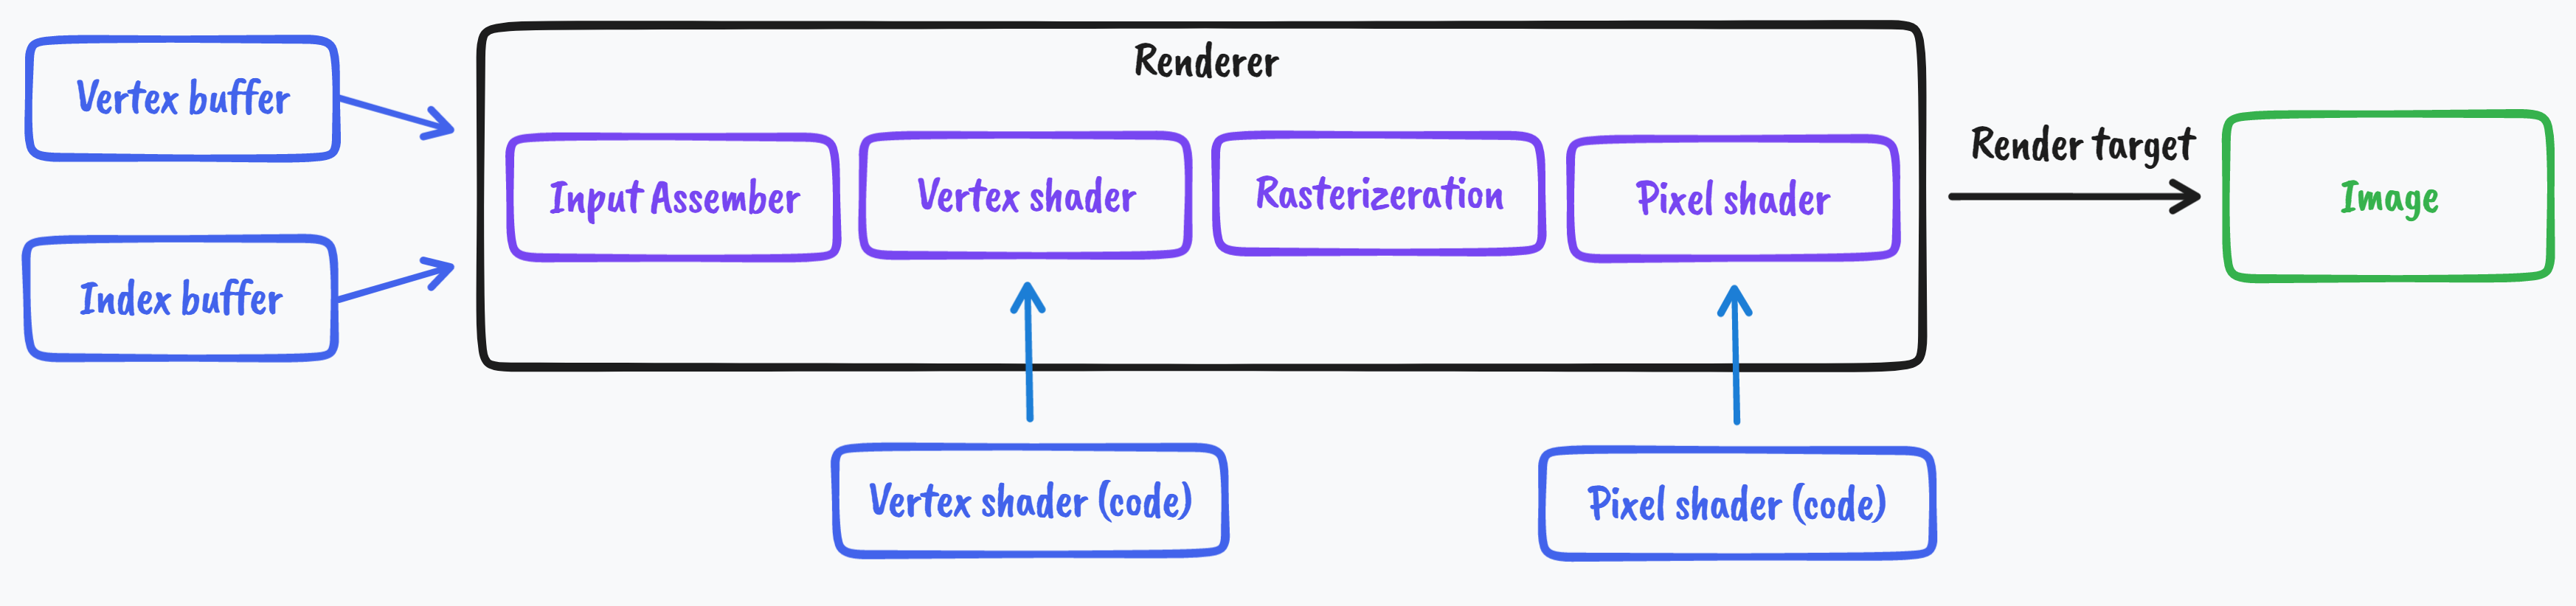 Vertex buffer
Index buffer
Renderer
Input Assember
Vertex shader
Rasterizeration
Pixel shader
Render target
Image
Vertex shader (code)
Pixel shader (code)